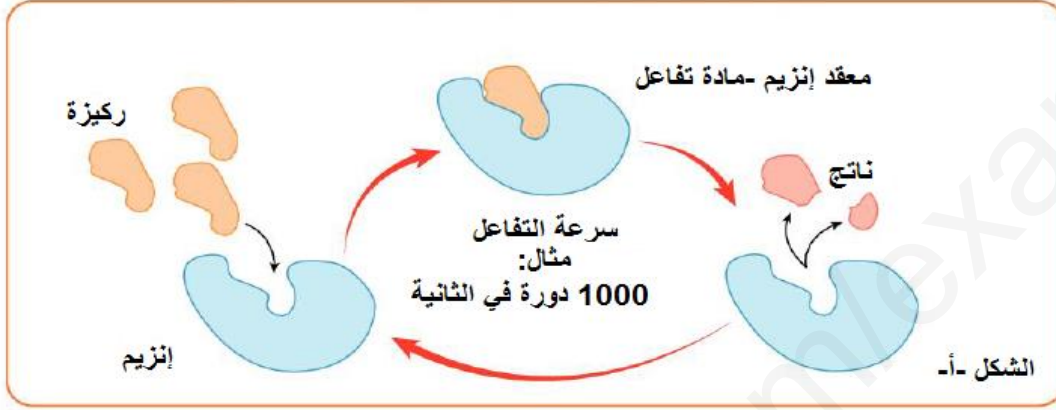 معقد إنزيم -مادة تفاعل
ركيزة
ناتج
سرعة التفاعل
مثال:
1000 دورة في الثانية
إنزيم
الشكل -أ-